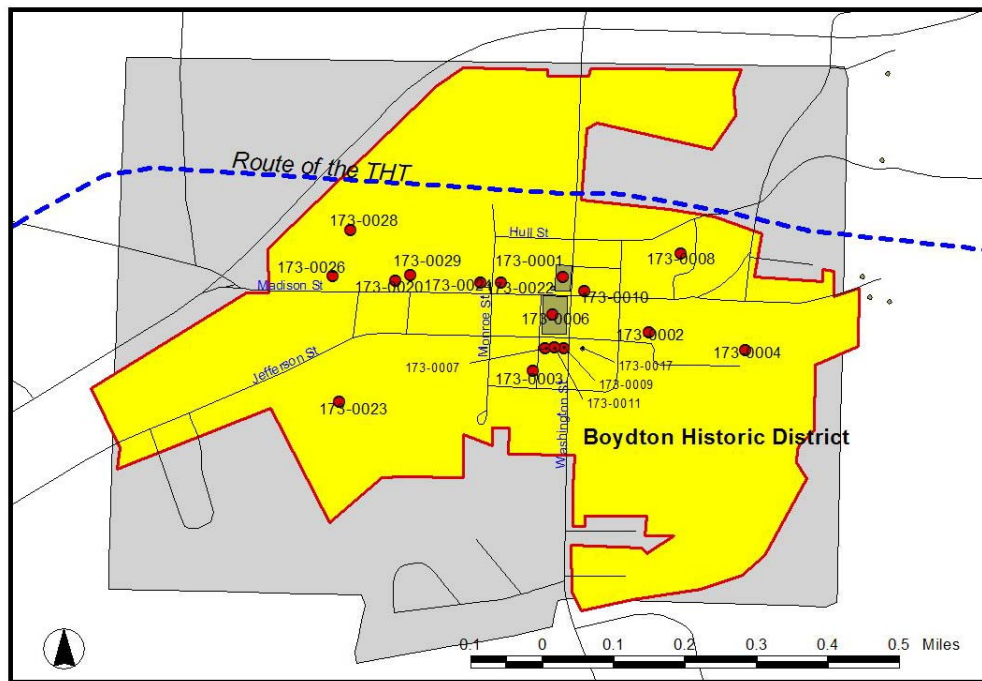 Route of the THT
173-0028
Hull St
173-0001
173-0008
173-0026
173-0029
Madison St
173-0020
173-0024
173-0022
173-0010
173-0006
Monroe St
173-0002
173-0004
Jefferson St
173-0007
173-0003
173-0017
173-0009
173-0011
173-0023
Washington St
Boydton Historic District
0.1 0 0.1 0.2 0.3 0.4 0.5 Miles